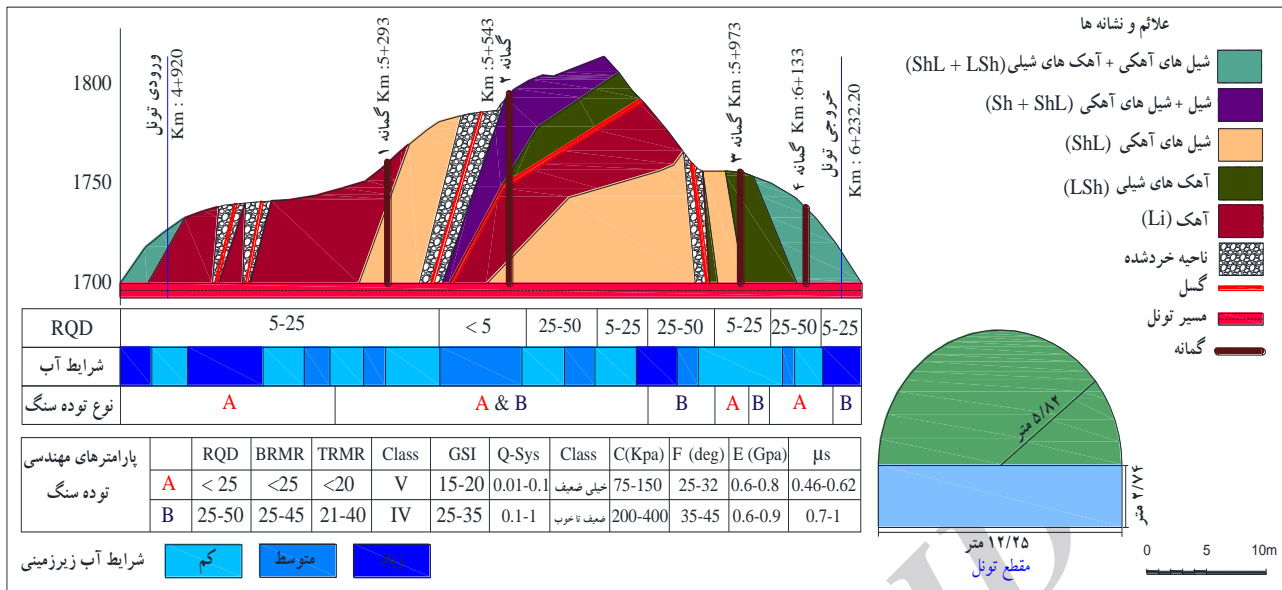 علائم و نشانه ها
شیل های آهکی + آهک های شیلی (ShL + LSh)
شیل + شیل های آهکی (Sh + ShL)
شیل های آهکی (ShL)
آهک های شیلی (LSh)
آهک (Li)
ناحیه خردشده
گسل
مسیر تونل
گمانه
1800
1750
1700
ورودی تونل
Km : 4+920
گمانه ۱ Km :5+293
Km :5+543
گمانه ۲
گمانه ۳ Km :5+973
گمانه ۴ Km :6+133
خروجی تونل
Km : 6+232.20
RQD 5-25 < 5 25-50 5-25 25-50 5-25 25-50 5-25
شرایط آب
نوع توده سنگ A A & B B A B A B
پارامترهای مهندسی توده سنگ
RQD BRMR TRMR Class GSI Q-Sys Class C(Kpa) F (deg) E (Gpa) µs
A < 25 <25 <20 V 15-20 0.01-0.1 خیلی ضعیف 75-150 25-32 0.6-0.8 0.46-0.62
B 25-50 25-45 21-40 IV 25-35 0.1-1 ضعیف تا خوب 200-400 35-45 0.6-0.9 0.7-1
شرایط آب زیرزمینی کم متوسط
۵/۸۲ متر
۲/۷۴ متر
۱۲/۲۵ متر
مقطع تونل
0 5 10m